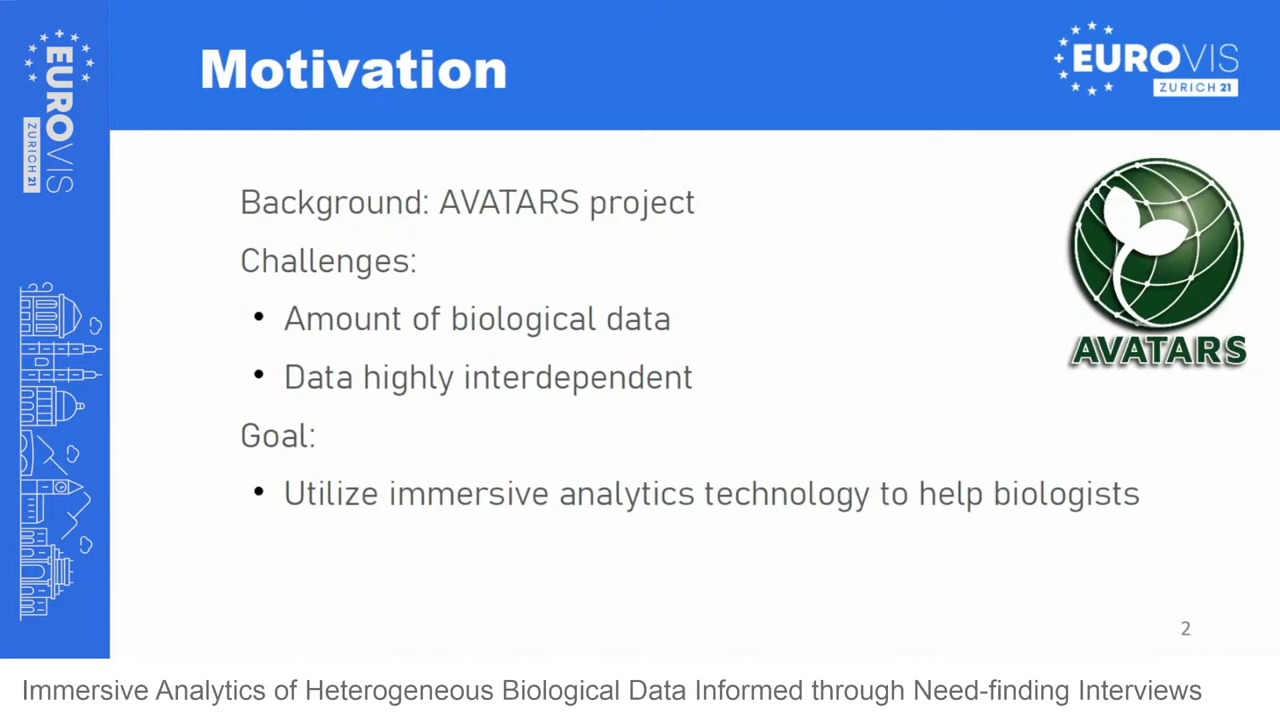 Motivation
EUROVIS
ZURICH 21
EUROVIS
ZURICH 21
Background: AVATARS project
Challenges:
• Amount of biological data
• Data highly interdependent
Goal:
• Utilize immersive analytics technology to help biologists
AVATARS
2
Immersive Analytics of Heterogeneous Biological Data Informed through Need-finding Interviews